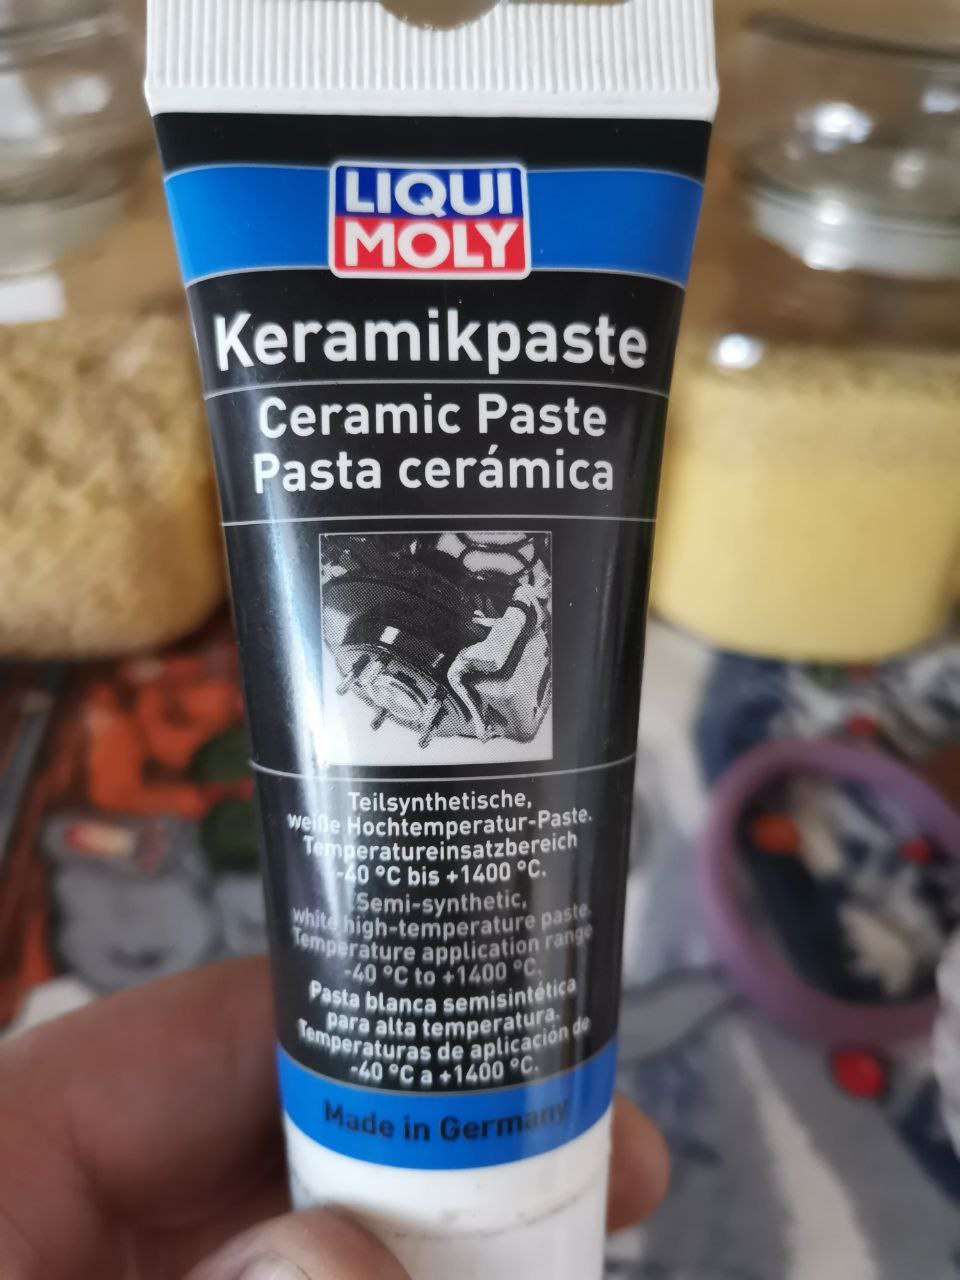 LIQUI
MOLY
Keramikpaste
Ceramic Paste
Pasta cerámica
Teilsynthetische,
weiße Hochtemperatur-Paste.
Temperatureinsatzbereich
-40 °C bis +1400 °C.
Semi-synthetic,
white high-temperature paste.
Temperature application range
-40 °C to +1400 °C.
Pasta blanca semisintética
para alta temperatura.
Temperaturas de aplicación de
-40 °C a +1400 °C.
Made in Germany